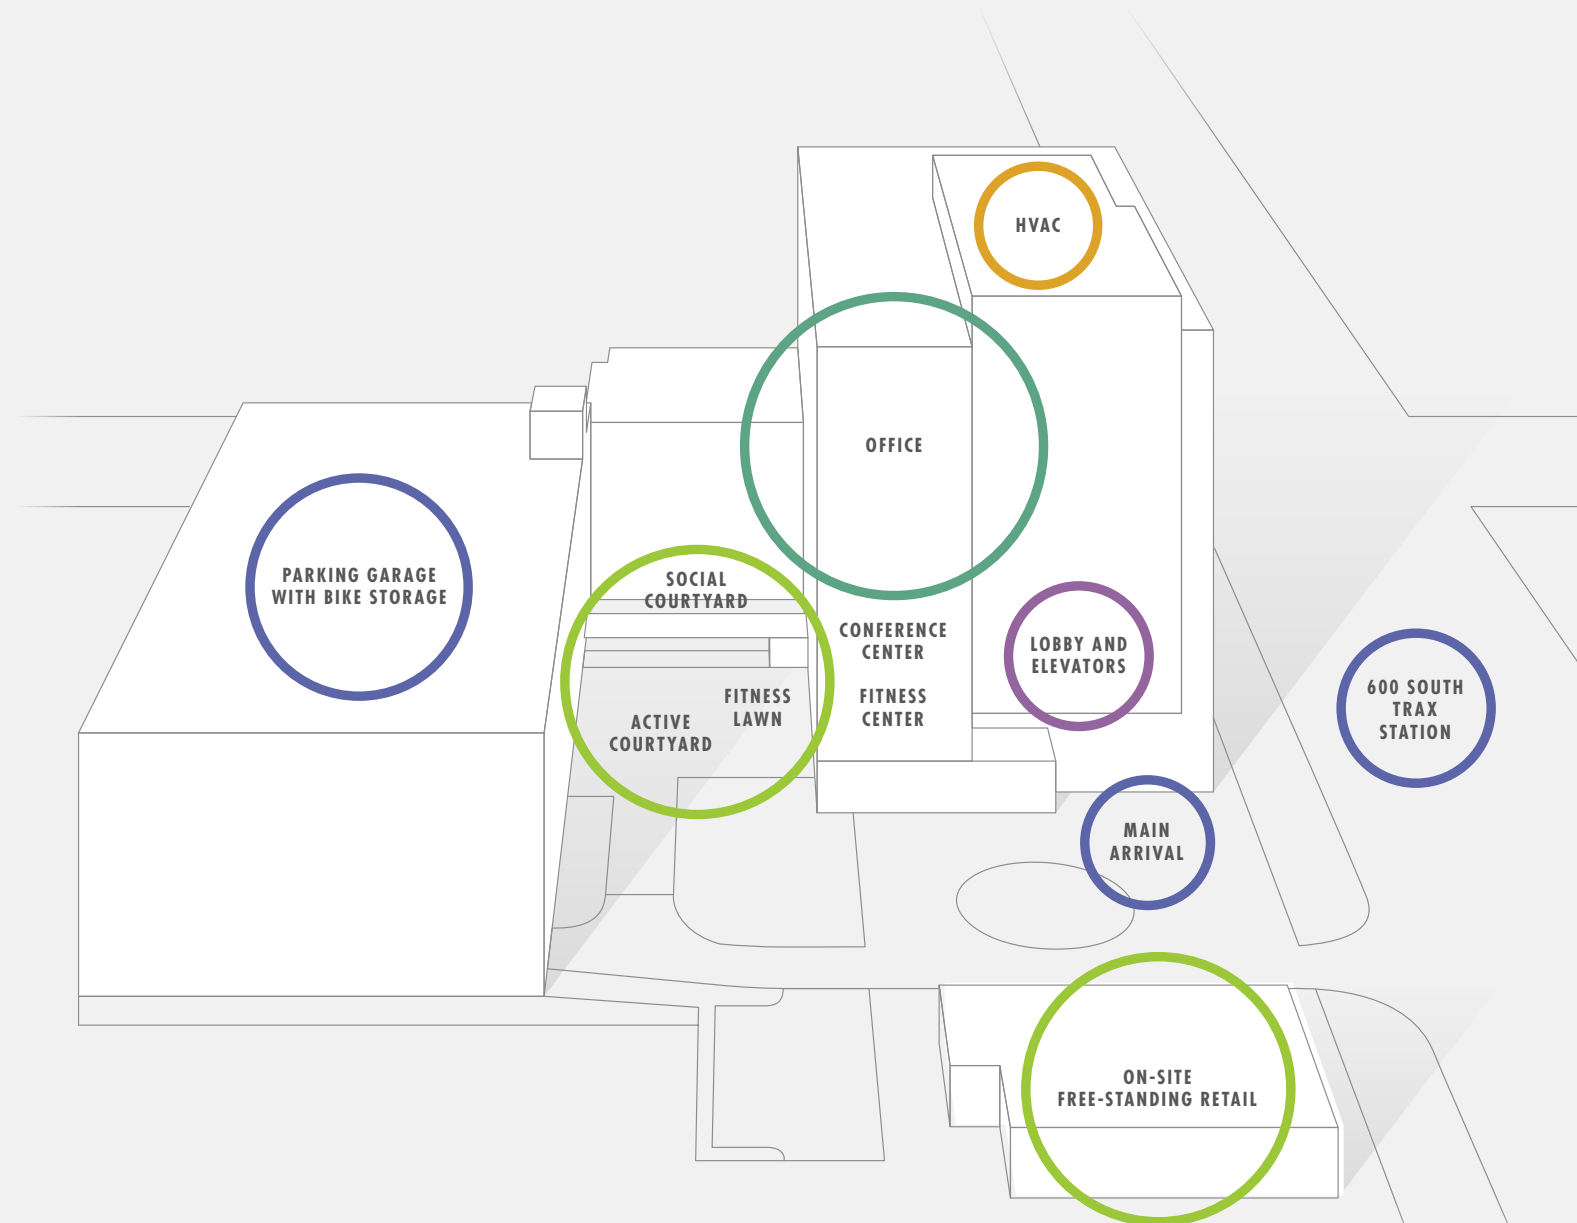 HVAC
OFFICE
PARKING GARAGE
WITH BIKE STORAGE
SOCIAL
COURTYARD
CONFERENCE
CENTER
LOBBY AND
ELEVATORS
FITNESS
LAWN
FITNESS
CENTER
ACTIVE
COURTYARD
600 SOUTH
TRAX
STATION
MAIN
ARRIVAL
ON-SITE
FREE-STANDING RETAIL